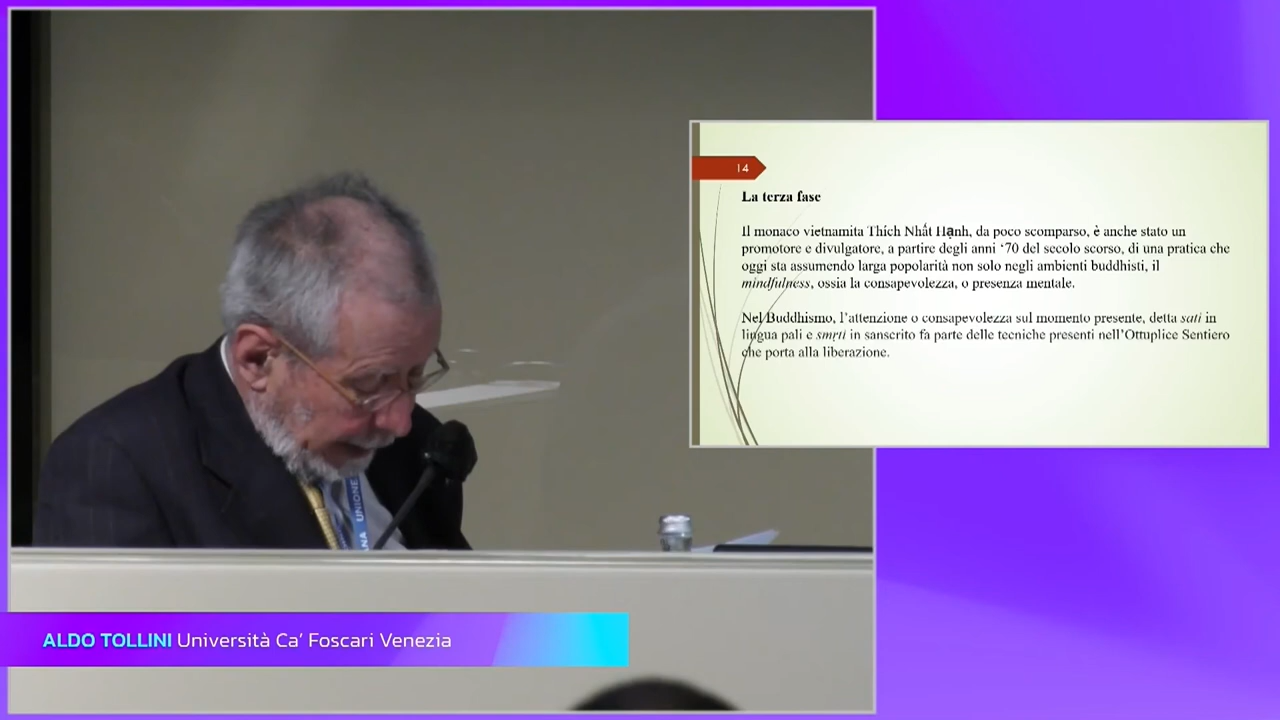 14
La terza fase
Il monaco vietnamita Thích Nhất Hạnh, da poco scomparso, è anche stato un
promotore e divulgatore, a partire degli anni ‘70 del secolo scorso, di una pratica che
oggi sta assumendo larga popolarità non solo negli ambienti buddhisti, il
mindfulness, ossia la consapevolezza, o presenza mentale.
Nel Buddhismo, l’attenzione o consapevolezza sul momento presente, detta sati in
lingua pali e smṛti in sanscrito fa parte delle tecniche presenti nell’Ottuplice Sentiero
che porta alla liberazione.
UNIONE
ANA
ALDO TOLLINI Università Ca’ Foscari Venezia